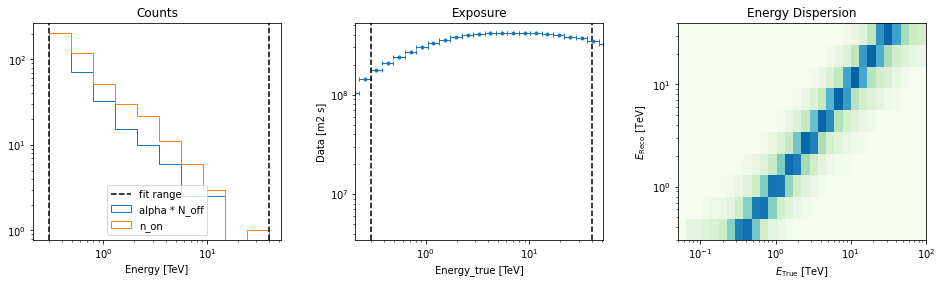 Counts
10²
10¹
10⁰
fit range
alpha * N_off
n_on
10⁰
10¹
Energy [TeV]
Exposure
Data [m2 s]
10⁸
10⁷
10⁰
10¹
Energy_true [TeV]
Energy Dispersion
E_Reco [TeV]
10¹
10⁰
10⁻¹
10⁰
10¹
10²
E_True [TeV]